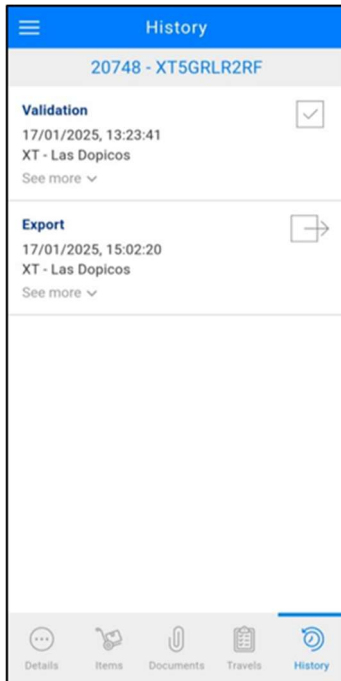 History
20748 - XT5GRLR2RF
Validation
17/01/2025, 13:23:41
XT - Las Dopicos
See more
Export
17/01/2025, 15:02:20
XT - Las Dopicos
See more
Details
Items
Documents
Travels
History